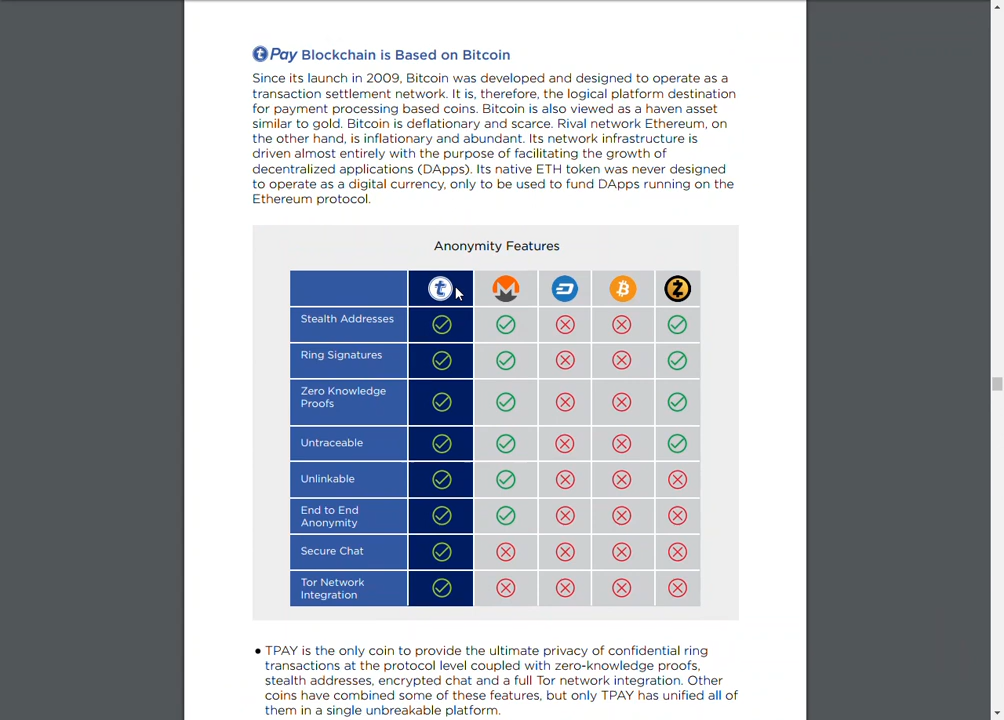 t Pay Blockchain is Based on Bitcoin
Since its launch in 2009, Bitcoin was developed and designed to operate as a
transaction settlement network. It is, therefore, the logical platform destination
for payment processing based coins. Bitcoin is also viewed as a haven asset
similar to gold. Bitcoin is deflationary and scarce. Rival network Ethereum, on
the other hand, is inflationary and abundant. Its network infrastructure is
driven almost entirely with the purpose of facilitating the growth of
decentralized applications (DApps). Its native ETH token was never designed
to operate as a digital currency, only to be used to fund DApps running on the
Ethereum protocol.
Anonymity Features
Stealth Addresses
Ring Signatures
Zero Knowledge
Proofs
Untraceable
Unlinkable
End to End
Anonymity
Secure Chat
Tor Network
Integration
● TPAY is the only coin to provide the ultimate privacy of confidential ring
transactions at the protocol level coupled with zero-knowledge proofs,
stealth addresses, encrypted chat and a full Tor network integration. Other
coins have combined some of these features, but only TPAY has unified all of
them in a single unbreakable platform.